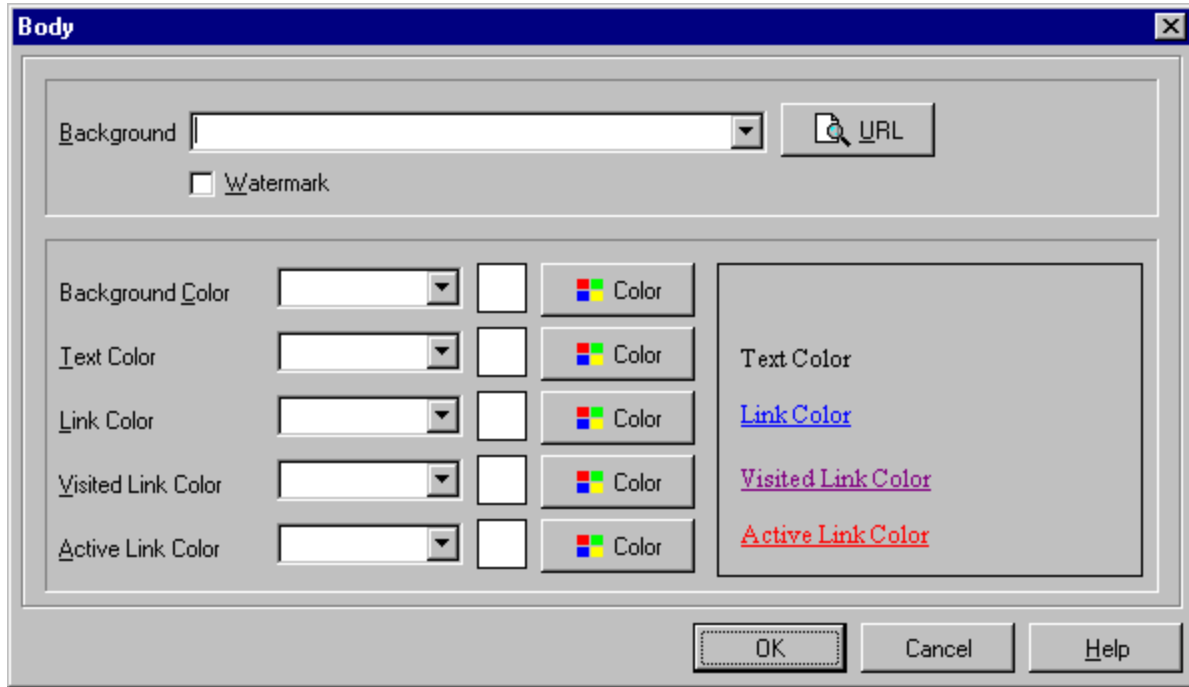 Body
Background
URL
Watermark
Background Color
Color
Text Color
Color
Link Color
Color
Visited Link Color
Color
Active Link Color
Color
Text Color
Link Color
Visited Link Color
Active Link Color
OK
Cancel
Help